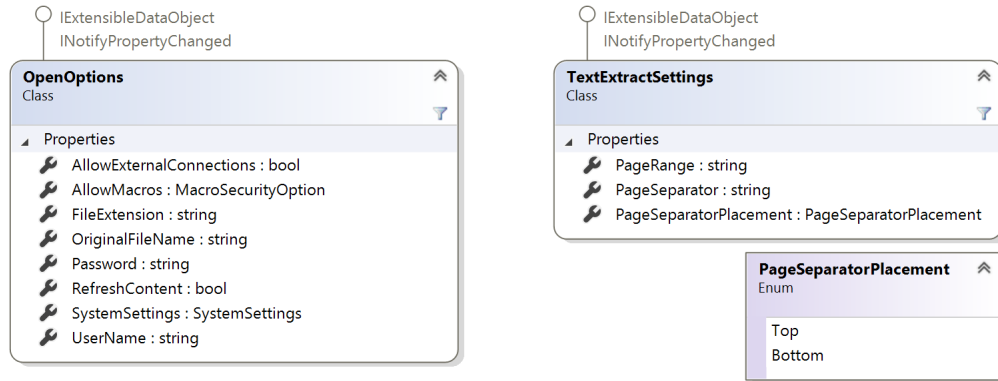 IExtensibleDataObject
INotifyPropertyChanged
OpenOptions
Class
Properties
AllowExternalConnections : bool
AllowMacros : MacroSecurityOption
FileExtension : string
OriginalFileName : string
Password : string
RefreshContent : bool
SystemSettings : SystemSettings
UserName : string
IExtensibleDataObject
INotifyPropertyChanged
TextExtractSettings
Class
Properties
PageRange : string
PageSeparator : string
PageSeparatorPlacement : PageSeparatorPlacement
PageSeparatorPlacement
Enum
Top
Bottom